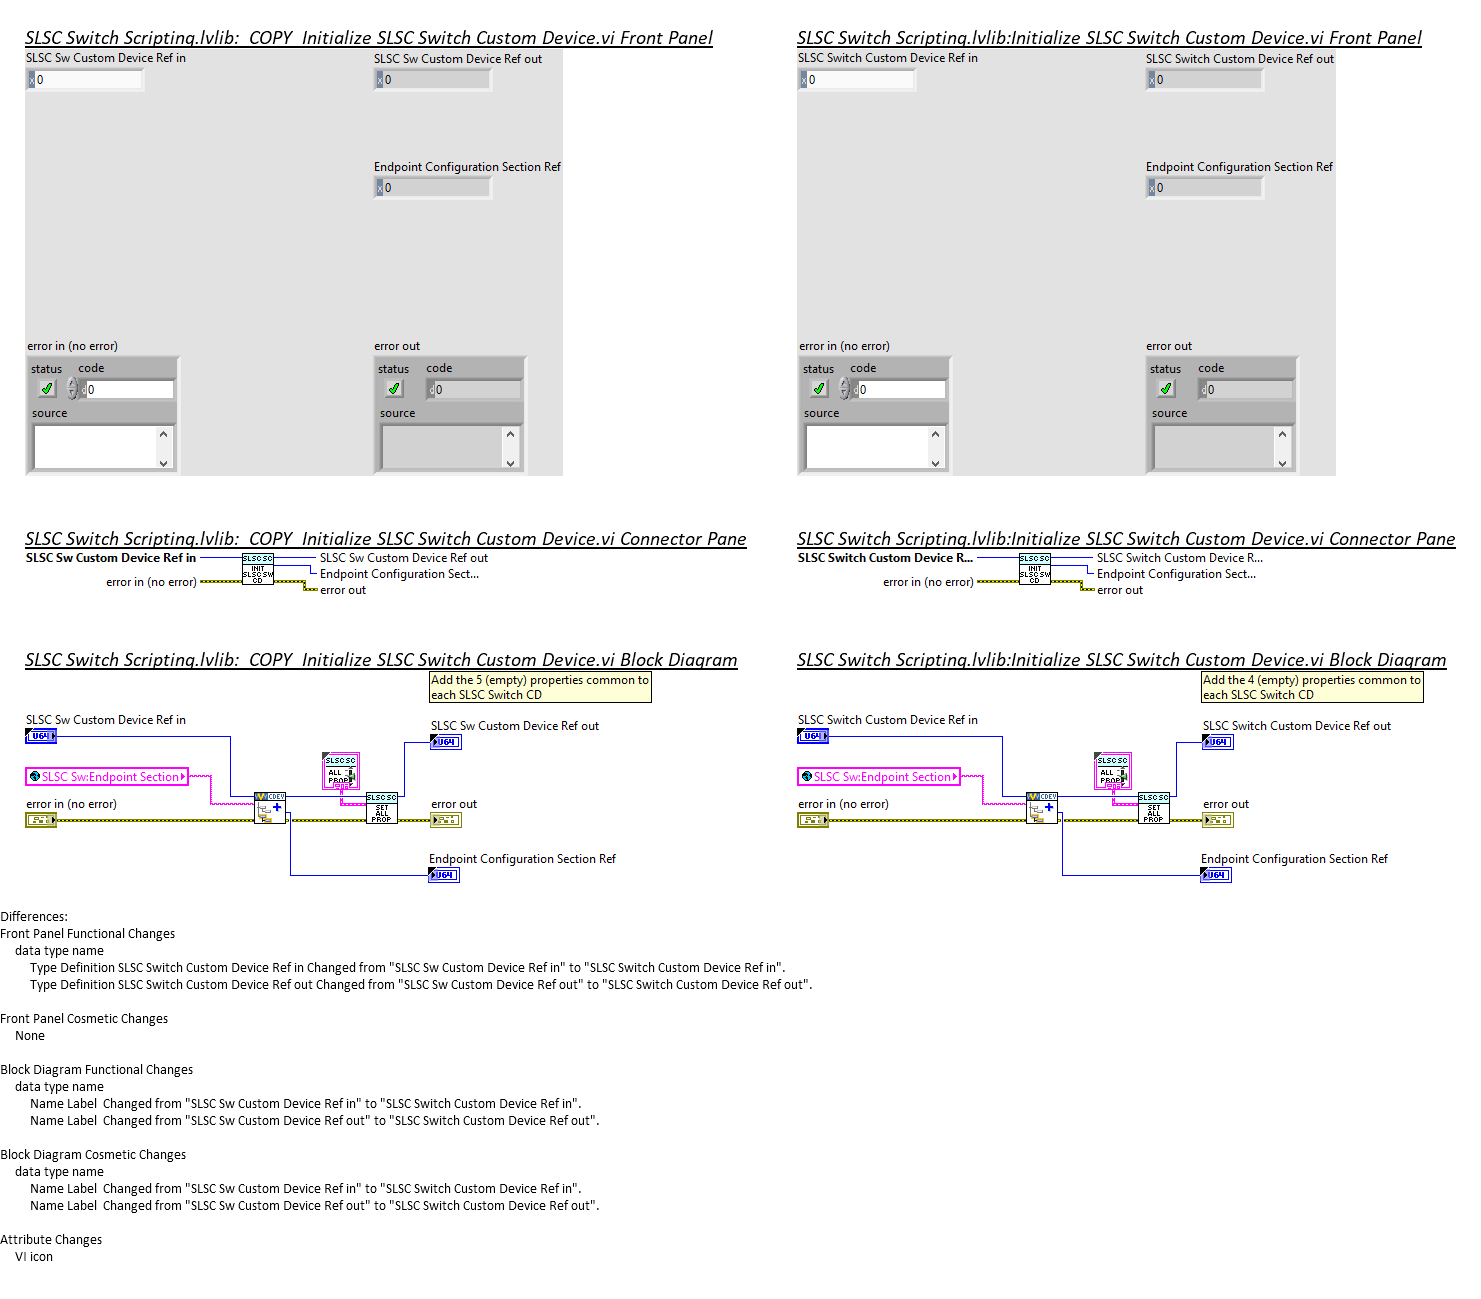 SLSC Switch Scripting.lvlib:  COPY  Initialize SLSC Switch Custom Device.vi Front Panel
SLSC Sw Custom Device Ref in
SLSC Sw Custom Device Ref out
x 0
x 0
Endpoint Configuration Section Ref
x 0
error in (no error)
error out
status
code
status
code
d 0
d 0
source
source
SLSC Switch Scripting.lvlib:Initialize SLSC Switch Custom Device.vi Front Panel
SLSC Switch Custom Device Ref in
SLSC Switch Custom Device Ref out
x 0
x 0
Endpoint Configuration Section Ref
x 0
error in (no error)
error out
status
code
status
code
d 0
d 0
source
source
SLSC Switch Scripting.lvlib:  COPY  Initialize SLSC Switch Custom Device.vi Connector Pane
SLSC Sw Custom Device Ref in
error in (no error)
SLSC SC
INIT
SLSC SW
CD
SLSC Sw Custom Device Ref out
Endpoint Configuration Sect...
error out
SLSC Switch Scripting.lvlib:Initialize SLSC Switch Custom Device.vi Connector Pane
SLSC Switch Custom Device R...
error in (no error)
SLSC SC
INIT
SLSC SW
CD
SLSC Switch Custom Device R...
Endpoint Configuration Sect...
error out
SLSC Switch Scripting.lvlib:  COPY  Initialize SLSC Switch Custom Device.vi Block Diagram
Add the 5 (empty) properties common to
each SLSC Switch CD
SLSC Sw Custom Device Ref in
U64
SLSC Sw Custom Device Ref out
U64
SLSC SC
ALL
PROP
SLSC Sw:Endpoint Section
error in (no error)
CDEV
SLSC SC
SET
ALL
PROP
error out
Endpoint Configuration Section Ref
U64
SLSC Switch Scripting.lvlib:Initialize SLSC Switch Custom Device.vi Block Diagram
Add the 4 (empty) properties common to
each SLSC Switch CD
SLSC Switch Custom Device Ref in
U64
SLSC Switch Custom Device Ref out
U64
SLSC SC
ALL
PROP
SLSC Sw:Endpoint Section
error in (no error)
CDEV
SLSC SC
SET
ALL
PROP
error out
Endpoint Configuration Section Ref
U64
Differences:
Front Panel Functional Changes
data type name
Type Definition SLSC Switch Custom Device Ref in Changed from "SLSC Sw Custom Device Ref in" to "SLSC Switch Custom Device Ref in".
Type Definition SLSC Switch Custom Device Ref out Changed from "SLSC Sw Custom Device Ref out" to "SLSC Switch Custom Device Ref out".
Front Panel Cosmetic Changes
None
Block Diagram Functional Changes
data type name
Name Label  Changed from "SLSC Sw Custom Device Ref in" to "SLSC Switch Custom Device Ref in".
Name Label  Changed from "SLSC Sw Custom Device Ref out" to "SLSC Switch Custom Device Ref out".
Block Diagram Cosmetic Changes
data type name
Name Label  Changed from "SLSC Sw Custom Device Ref in" to "SLSC Switch Custom Device Ref in".
Name Label  Changed from "SLSC Sw Custom Device Ref out" to "SLSC Switch Custom Device Ref out".
Attribute Changes
VI icon